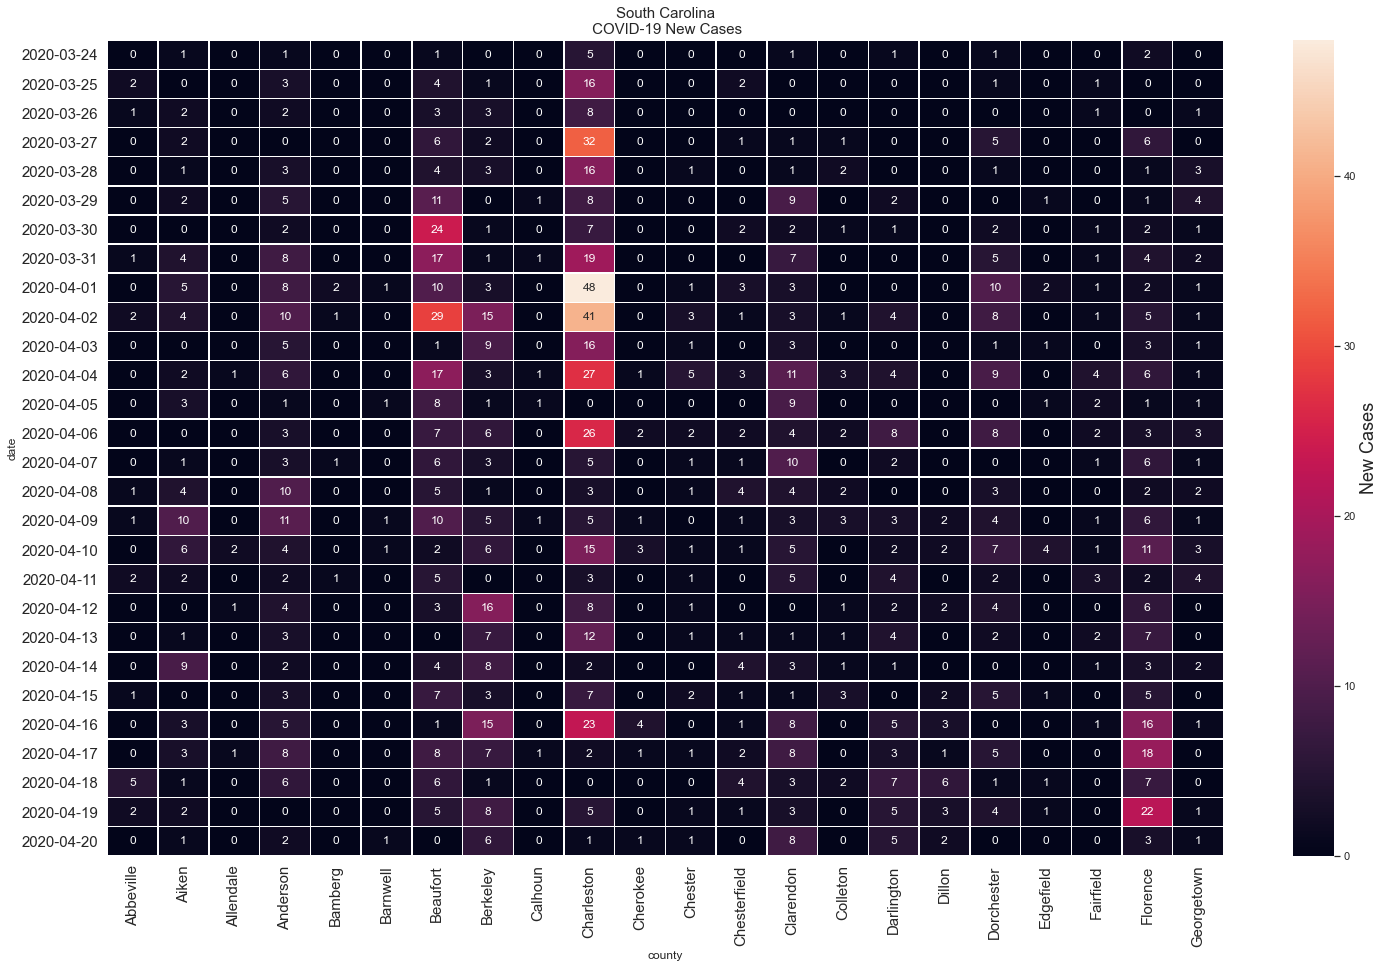 South Carolina
COVID-19 New Cases
2020-03-24 0 1 0 1 0 0 1 0 0 5 0 0 0 1 0 1 0 1 0 0 2 0
2020-03-25 2 0 0 3 0 0 4 1 0 16 0 0 2 0 0 0 0 1 0 1 0 0
2020-03-26 1 2 0 2 0 0 3 3 0 8 0 0 0 0 0 0 0 0 0 1 0 1
2020-03-27 0 2 0 0 0 0 6 2 0 32 0 0 1 1 1 0 0 5 0 0 6 0
2020-03-28 0 1 0 3 0 0 4 3 0 16 0 1 0 1 2 0 0 1 0 0 1 3
2020-03-29 0 2 0 5 0 0 11 0 1 8 0 0 0 9 0 2 0 0 1 0 1 4
2020-03-30 0 0 0 2 0 0 24 1 0 7 0 0 2 2 1 1 0 2 0 1 2 1
2020-03-31 1 4 0 8 0 0 17 1 1 19 0 0 0 7 0 0 0 5 0 1 4 2
2020-04-01 0 5 0 8 2 1 10 3 0 48 0 1 3 3 0 0 0 10 2 1 2 1
2020-04-02 2 4 0 10 1 0 29 15 0 41 0 3 1 3 1 4 0 8 0 1 5 1
2020-04-03 0 0 0 5 0 0 1 9 0 16 0 1 0 3 0 0 0 1 1 0 3 1
2020-04-04 0 2 1 6 0 0 17 3 1 27 1 5 3 11 3 4 0 9 0 4 6 1
2020-04-05 0 3 0 1 0 1 8 1 1 0 0 0 0 9 0 0 0 0 1 2 1 1
2020-04-06 0 0 0 3 0 0 7 6 0 26 2 2 2 4 2 8 0 8 0 2 3 3
2020-04-07 0 1 0 3 1 0 6 3 0 5 0 1 1 10 0 2 0 0 0 1 6 1
2020-04-08 1 4 0 10 0 0 5 1 0 3 0 1 4 4 2 0 0 3 0 0 2 2
2020-04-09 1 10 0 11 0 1 10 5 1 5 1 0 1 3 3 3 2 4 0 1 6 1
2020-04-10 0 6 2 4 0 1 2 6 0 15 3 1 1 5 0 2 2 7 4 1 11 3
2020-04-11 2 2 0 2 1 0 5 0 0 3 0 1 0 5 0 4 0 2 0 3 2 4
2020-04-12 0 0 1 4 0 0 3 16 0 8 0 1 0 0 1 2 2 4 0 0 6 0
2020-04-13 0 1 0 3 0 0 0 7 0 12 0 1 1 1 1 4 0 2 0 2 7 0
2020-04-14 0 9 0 2 0 0 4 8 0 2 0 0 4 3 1 1 0 0 0 1 3 2
2020-04-15 1 0 0 3 0 0 7 3 0 7 0 2 1 1 3 0 2 5 1 0 5 0
2020-04-16 0 3 0 5 0 0 1 15 0 23 4 0 1 8 0 5 3 0 0 1 16 1
2020-04-17 0 3 1 8 0 0 8 7 1 2 1 1 2 8 0 3 1 5 0 0 18 0
2020-04-18 5 1 0 6 0 0 6 1 0 0 0 0 4 3 2 7 6 1 1 0 7 0
2020-04-19 2 2 0 0 0 0 5 8 0 5 0 1 1 3 0 5 3 4 1 0 22 1
2020-04-20 0 1 0 2 0 1 0 6 0 1 1 1 0 8 0 5 2 0 0 0 3 1
date
Abbeville Aiken Allendale Anderson Bamberg Barnwell Beaufort Berkeley Calhoun Charleston Cherokee Chester Chesterfield Clarendon Colleton Darlington Dillon Dorchester Edgefield Fairfield Florence Georgetown
county
40
30
20
10
0
New Cases